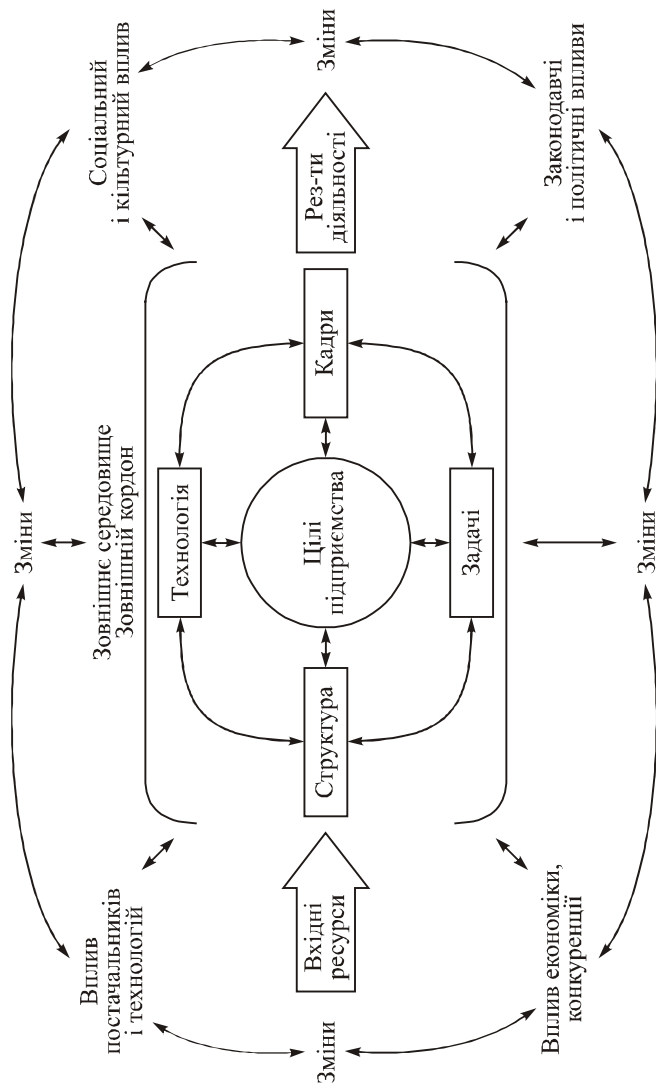 Зміни
Вплив
постачальників
і технологій
Зовнішнє середовище
Зовнішній кордон
Соціальний
і кільтурний вплив
Технологія
Зміни
Вхідні
ресурси
Структура
Цілі
підприємства
Кадри
Рез-ти
діяльності
Зміни
Задачі
Вплив економіки,
конкуренції
Законодавчі
і політичні впливи
Зміни